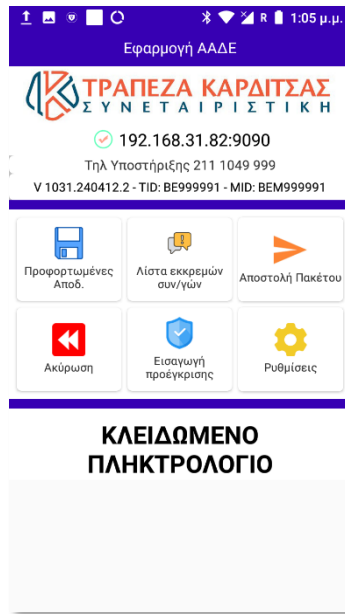 R 1:05 μ.μ.
Εφαρμογή ΑΑΔΕ
ΤΡΑΠΕΖΑ ΚΑΡΔΙΤΣΑΣ
ΣΥΝΕΤΑΙΡΙΣΤΙΚΗ
192.168.31.82:9090
Τηλ Υποστήριξης 211 1049 999
V 1031.240412.2 - TID: BE999991 - MID: BEM999991
Προφορτωμένες
Αποδ.
Λίστα εκκρεμών
συν/γών
Αποστολή Πακέτου
Ακύρωση
Εισαγωγή
προέγκρισης
Ρυθμίσεις
ΚΛΕΙΔΩΜΕΝΟ
ΠΛΗΚΤΡΟΛΟΓΙΟ